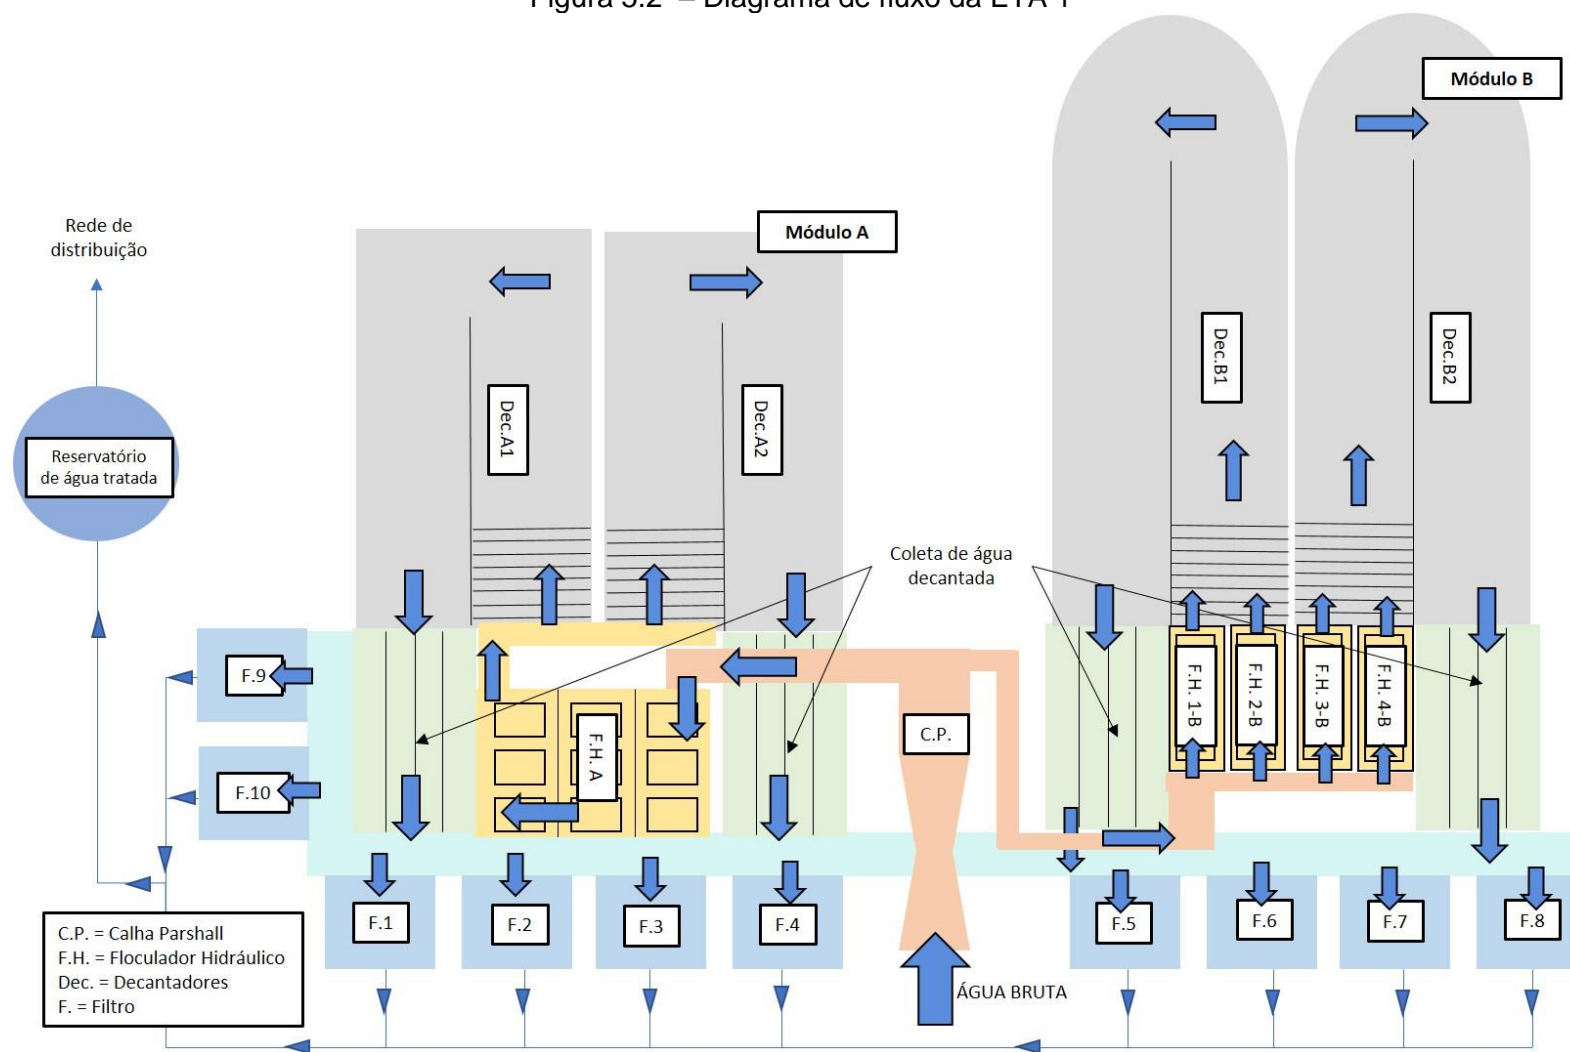 Figura 5.2 – Diagrama de fluxo da ETA 1
Módulo B
Módulo A
Rede de
distribuição
Dec.B1
Dec.B2
Dec.A1
Dec.A2
Reservatório
de água tratada
Coleta de água
decantada
F.9
F.10
F.H. A
C.P.
F.H. 1-B
F.H. 2-B
F.H. 3-B
F.H. 4-B
F.1
F.2
F.3
F.4
F.5
F.6
F.7
F.8
C.P. = Calha Parshall
F.H. = Floculador Hidráulico
Dec. = Decantadores
F. = Filtro
ÁGUA BRUTA